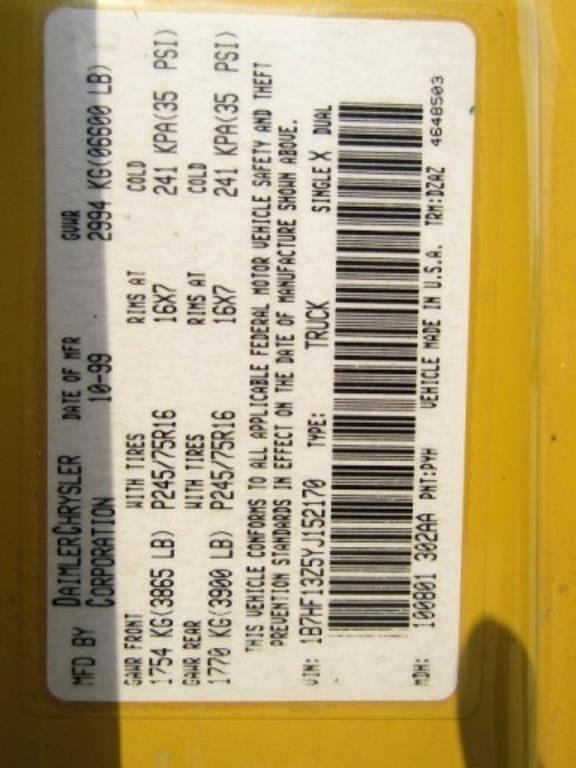 MFD BY DAIMLERCHRYSLER DATE OF MFR GVWR
CORPORATION 10-99 2994 KG(06600 LB)
GAWR FRONT WITH TIRES RIMS AT COLD
1754 KG(3865 LB) P245/75R16 16X7 241 KPA(35 PSI)
GAWR REAR WITH TIRES RIMS AT COLD
1770 KG(3900 LB) P245/75R16 16X7 241 KPA(35 PSI)
THIS VEHICLE CONFORMS TO ALL APPLICABLE FEDERAL MOTOR VEHICLE SAFETY AND THEFT
PREVENTION STANDARDS IN EFFECT ON THE DATE OF MANUFACTURE SHOWN ABOVE.
VIN: 1B7HF13Z5YJ152170 TYPE: TRUCK SINGLE X DUAL
MDH: 100801 302AA PNT:PYH VEHICLE MADE IN U.S.A. TRM:DZAZ 4648503